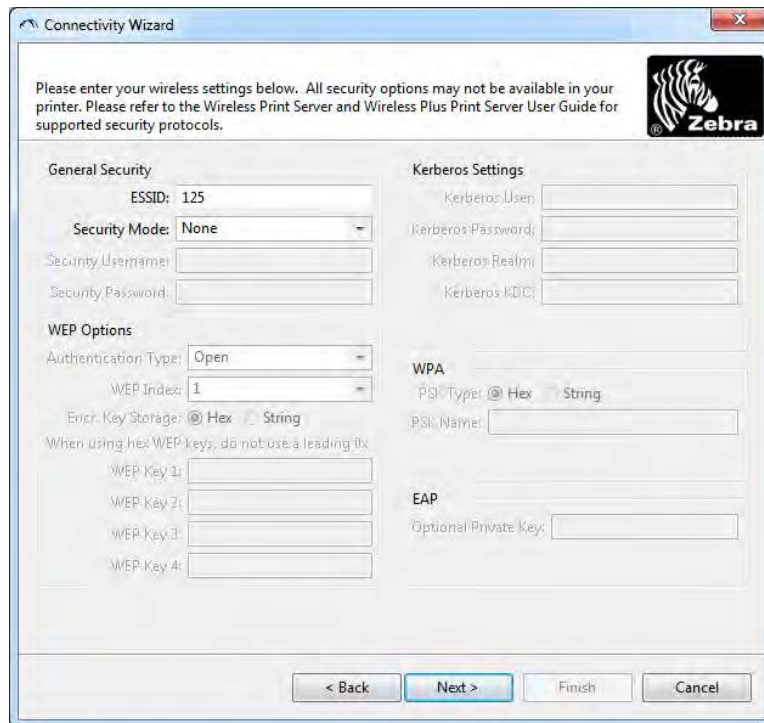 Connectivity Wizard
Please enter your wireless settings below. All security options may not be available in your
printer. Please refer to the Wireless Print Server and Wireless Plus Print Server User Guide for
supported security protocols.
® Zebra
General Security
ESSID: 125
Security Mode: None
Security Username:
Security Password:
WEP Options
Authentication Type: Open
WEP Index: 1
Encr. Key Storage: Hex String
When using hex WEP keys, do not use a leading 0x
WEP Key 1:
WEP Key 2:
WEP Key 3:
WEP Key 4:
Kerberos Settings
Kerberos User:
Kerberos Password:
Kerberos Realm:
Kerberos KDC:
WPA
PSK Type: Hex String
PSK Name:
EAP
Optional Private Key:
< Back Next > Finish Cancel